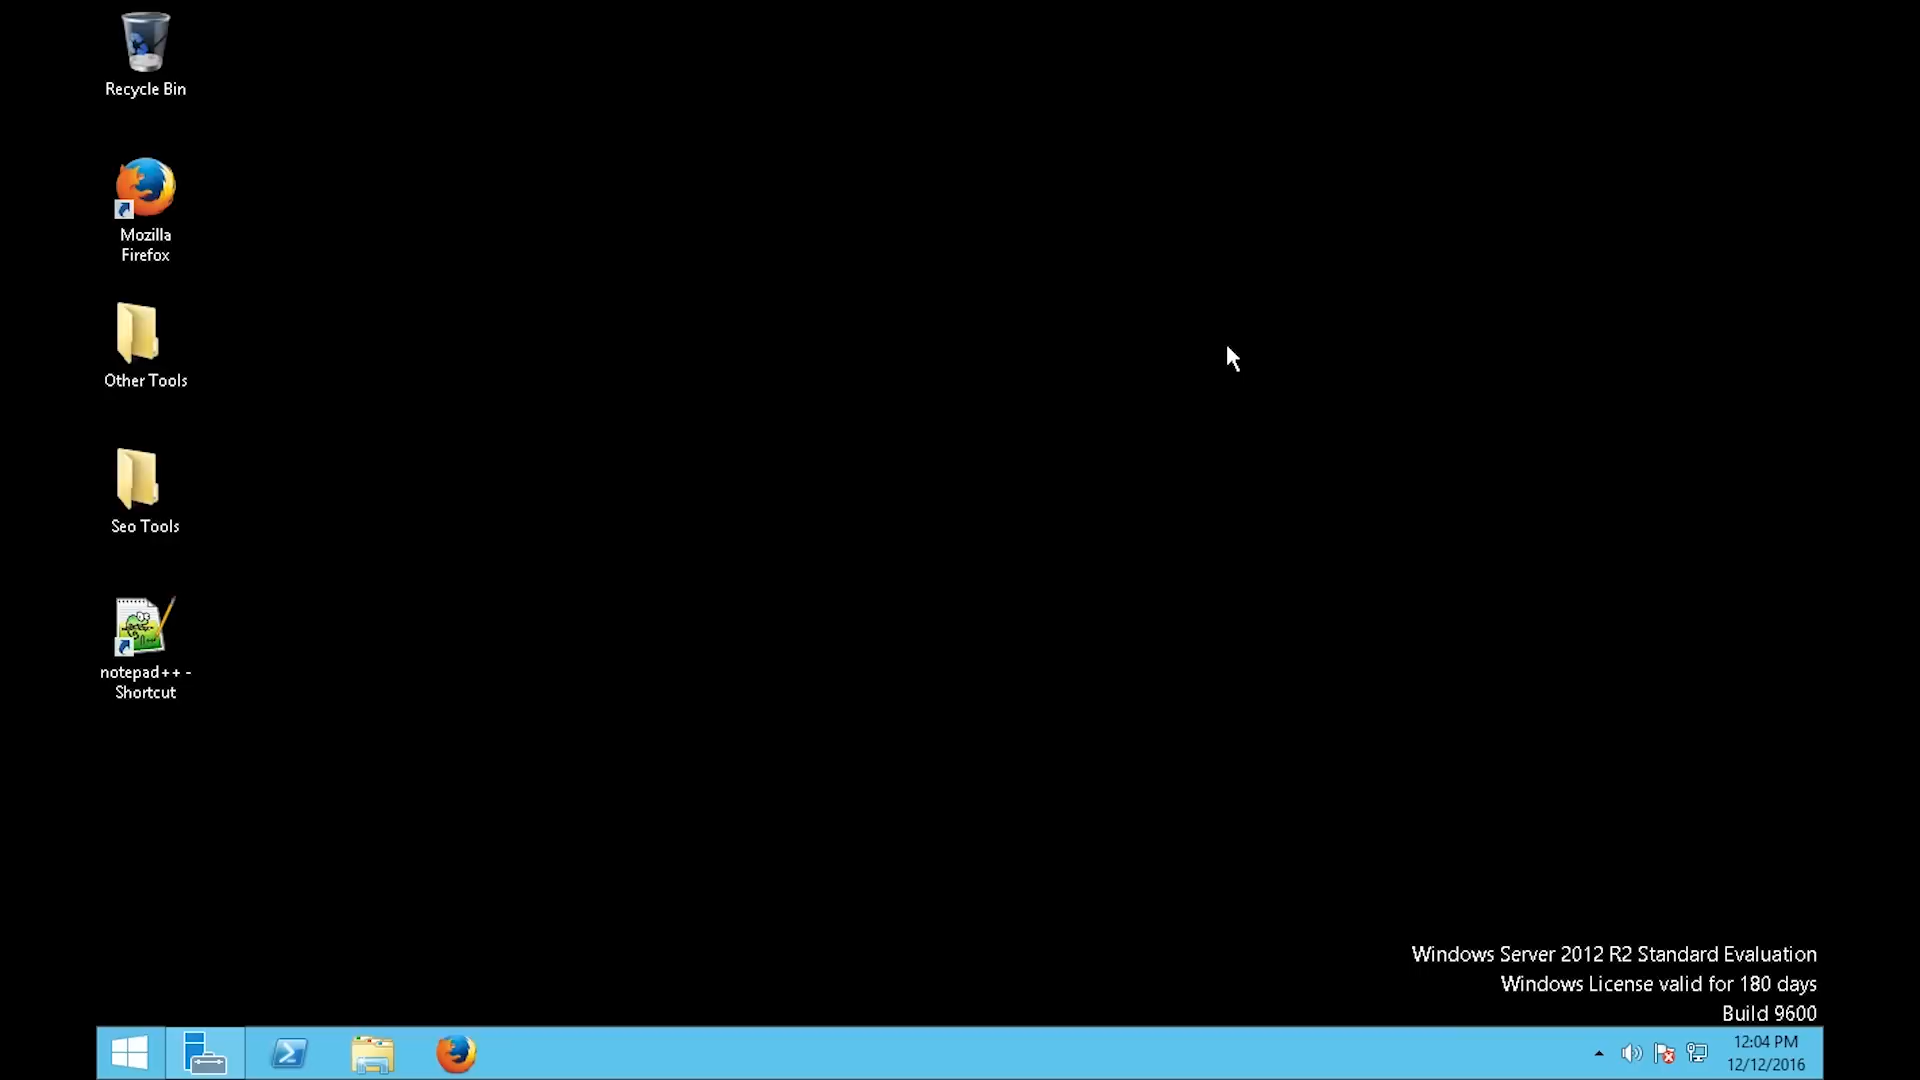 Recycle Bin
Mozilla
Firefox
Other Tools
Seo Tools
notepad++ -
Shortcut
Windows Server 2012 R2 Standard Evaluation
Windows License valid for 180 days
Build 9600
12:04 PM
12/12/2016